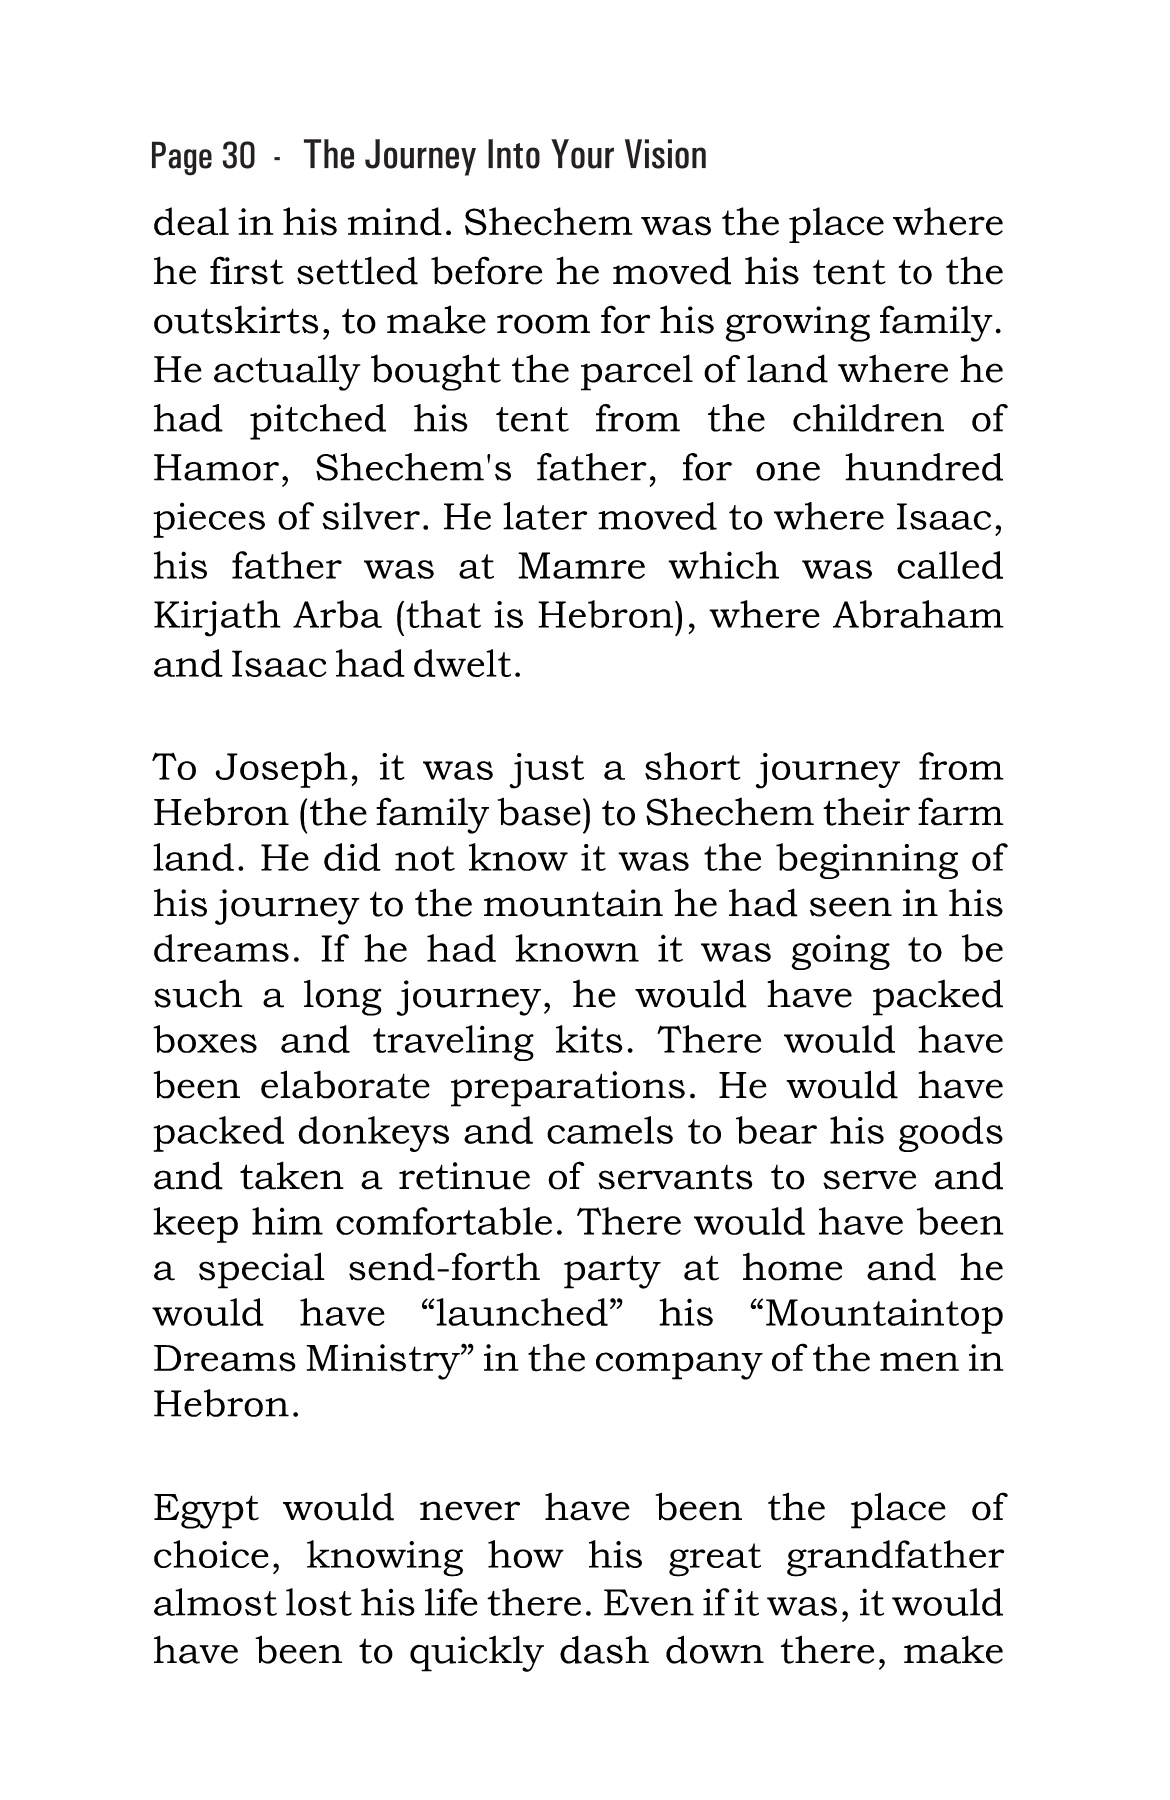 Page 30 - The Journey Into Your Vision
deal in his mind. Shechem was the place where
he first settled before he moved his tent to the
outskirts, to make room for his growing family.
He actually bought the parcel of land where he
had pitched his tent from the children of
Hamor, Shechem's father, for one hundred
pieces of silver. He later moved to where Isaac,
his father was at Mamre which was called
Kirjath Arba (that is Hebron), where Abraham
and Isaac had dwelt.
To Joseph, it was just a short journey from
Hebron (the family base) to Shechem their farm
land. He did not know it was the beginning of
his journey to the mountain he had seen in his
dreams. If he had known it was going to be
such a long journey, he would have packed
boxes and traveling kits. There would have
been elaborate preparations. He would have
packed donkeys and camels to bear his goods
and taken a retinue of servants to serve and
keep him comfortable. There would have been
a special send-forth party at home and he
would have “launched” his “Mountaintop
Dreams Ministry” in the company of the men in
Hebron.
Egypt would never have been the place of
choice, knowing how his great grandfather
almost lost his life there. Even if it was, it would
have been to quickly dash down there, make